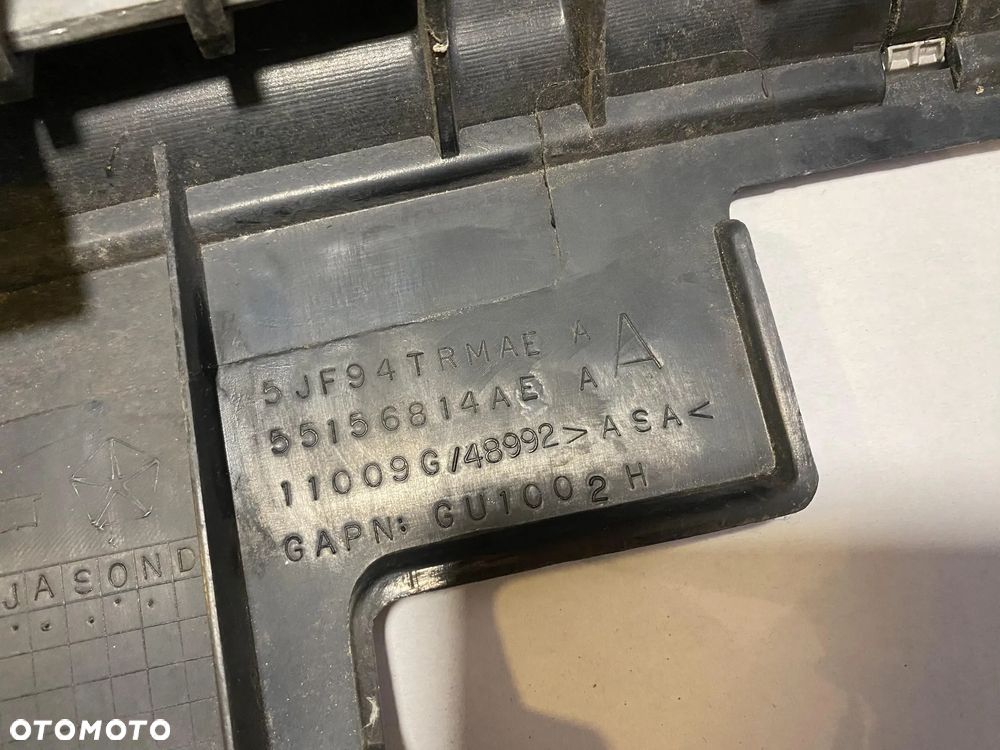 5JF94TRMAE A A
55156814AE A
11009G/48992>ASA<
GAPN: GU1002H
JASOND
OTOMOTO